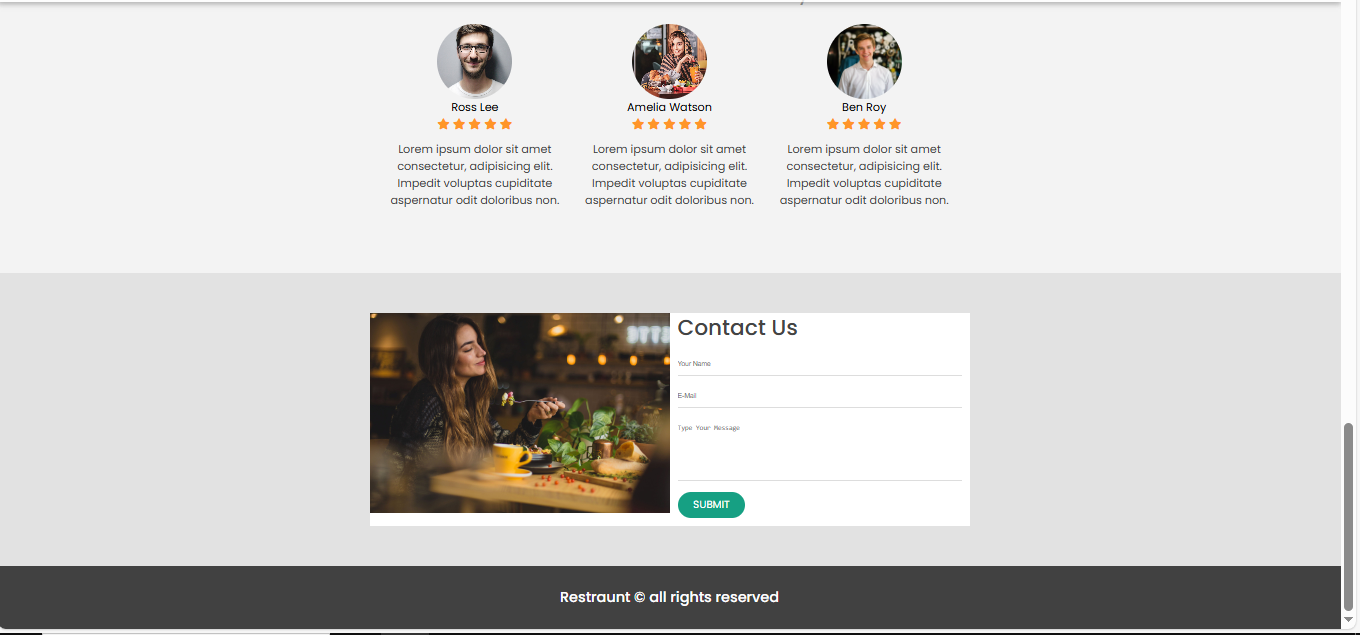 Ross Lee
Lorem ipsum dolor sit amet
consectetur, adipisicing elit.
Impedit voluptas cupiditate
aspernatur odit doloribus non.
Amelia Watson
Lorem ipsum dolor sit amet
consectetur, adipisicing elit.
Impedit voluptas cupiditate
aspernatur odit doloribus non.
Ben Roy
Lorem ipsum dolor sit amet
consectetur, adipisicing elit.
Impedit voluptas cupiditate
aspernatur odit doloribus non.
Contact Us
Your Name
E-Mail
Type Your Message
SUBMIT
Restraunt © all rights reserved